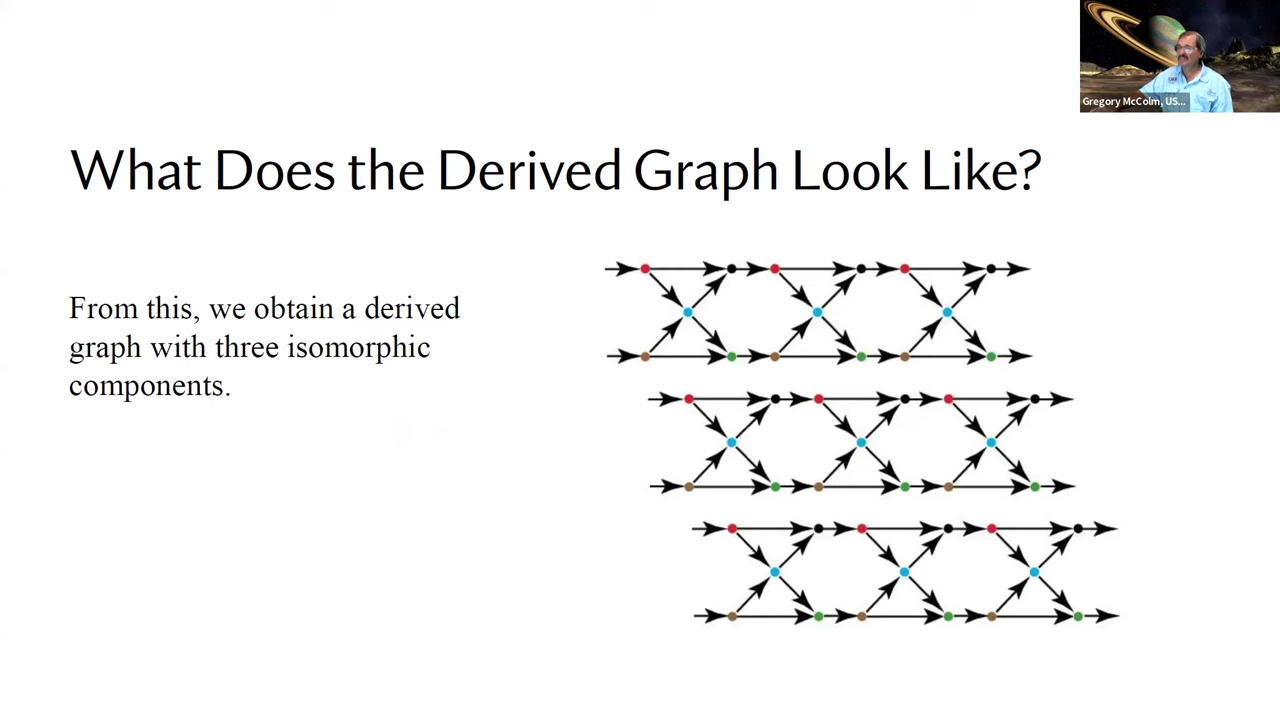 What Does the Derived Graph Look Like?
From this, we obtain a derived
graph with three isomorphic
components.
Gregory McColm, US...